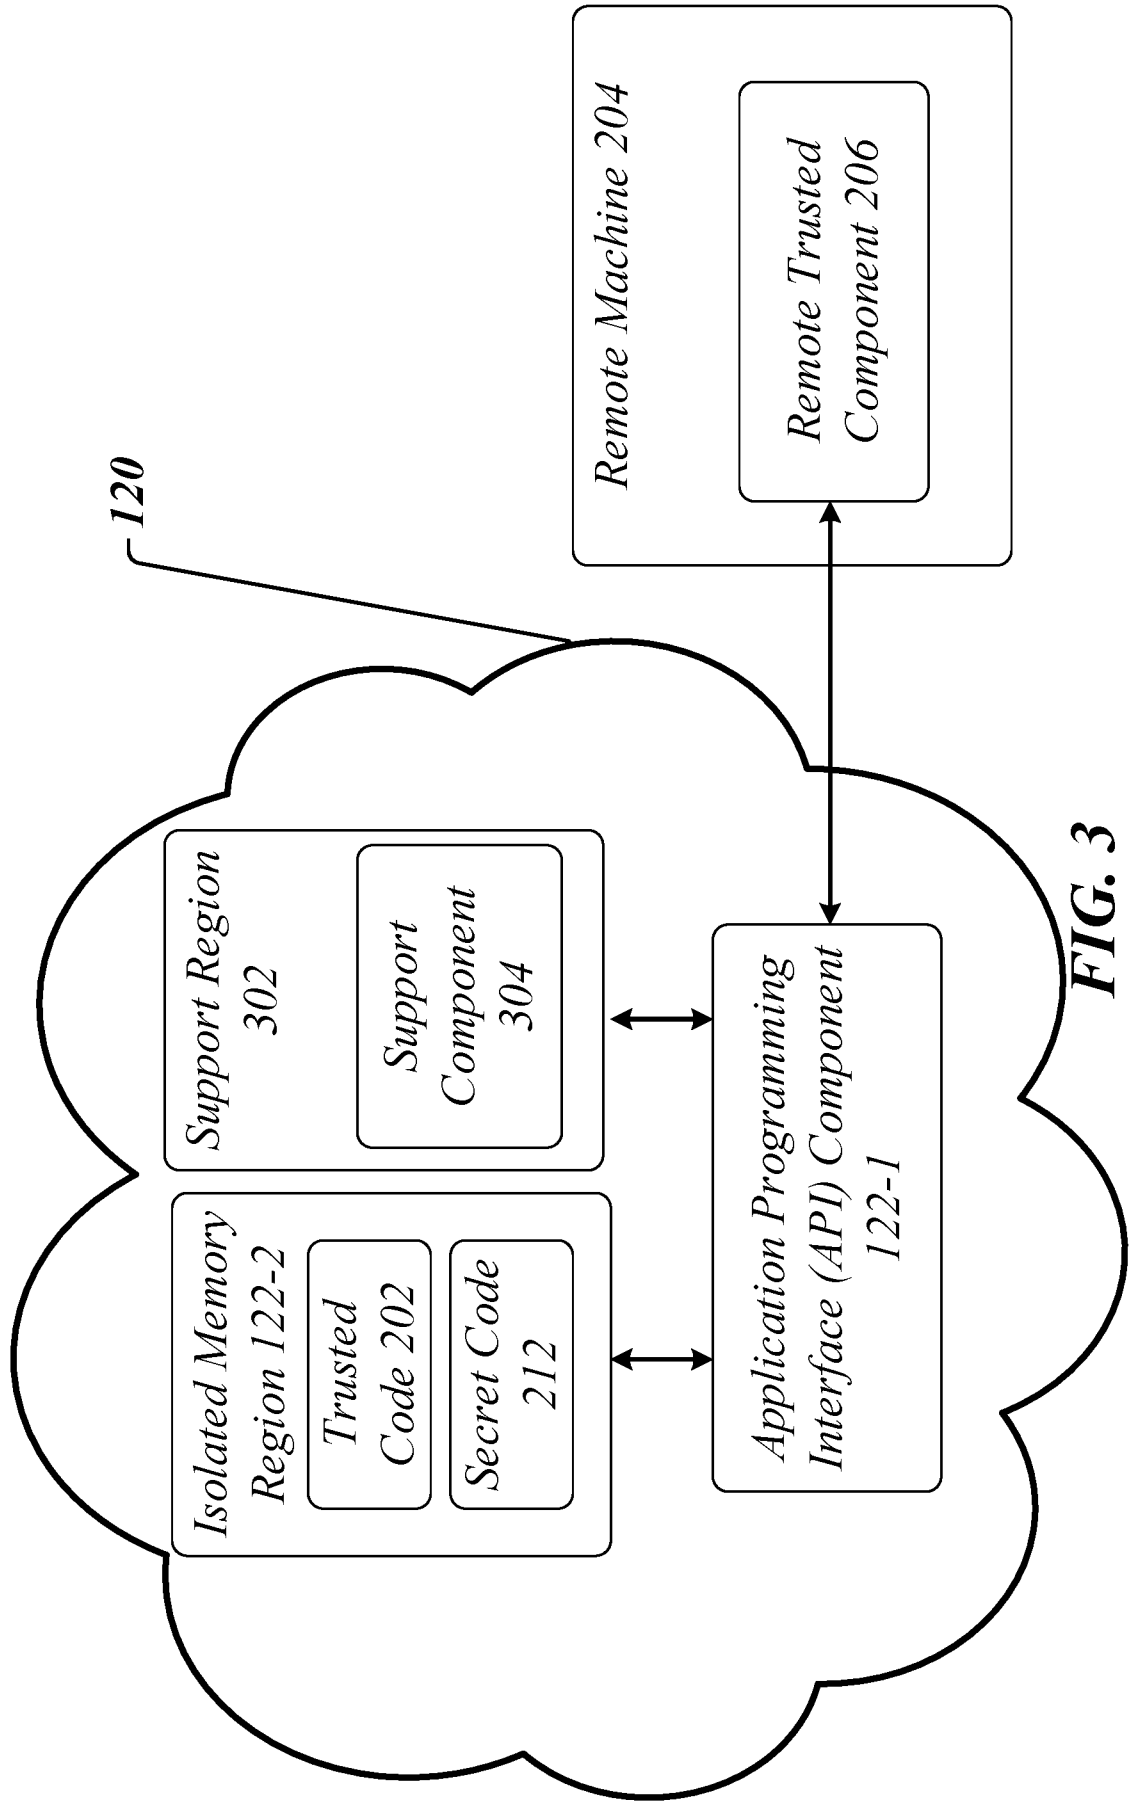 120
Isolated Memory
Region 122-2
Trusted
Code 202
Secret Code
212
Support Region
302
Support
Component
304
Application Programming
Interface (API) Component
122-1
Remote Machine 204
Remote Trusted
Component 206
FIG. 3